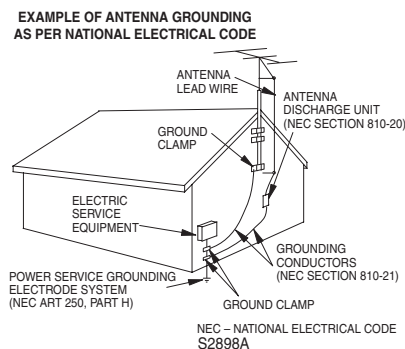 EXAMPLE OF ANTENNA GROUNDING
AS PER NATIONAL ELECTRICAL CODE
ANTENNA
LEAD WIRE
ANTENNA
DISCHARGE UNIT
(NEC SECTION 810-20)
GROUND
CLAMP
ELECTRIC
SERVICE
EQUIPMENT
GROUNDING
CONDUCTORS
(NEC SECTION 810-21)
POWER SERVICE GROUNDING
ELECTRODE SYSTEM
(NEC ART 250, PART H)
GROUND CLAMP
NEC – NATIONAL ELECTRICAL CODE
S2898A